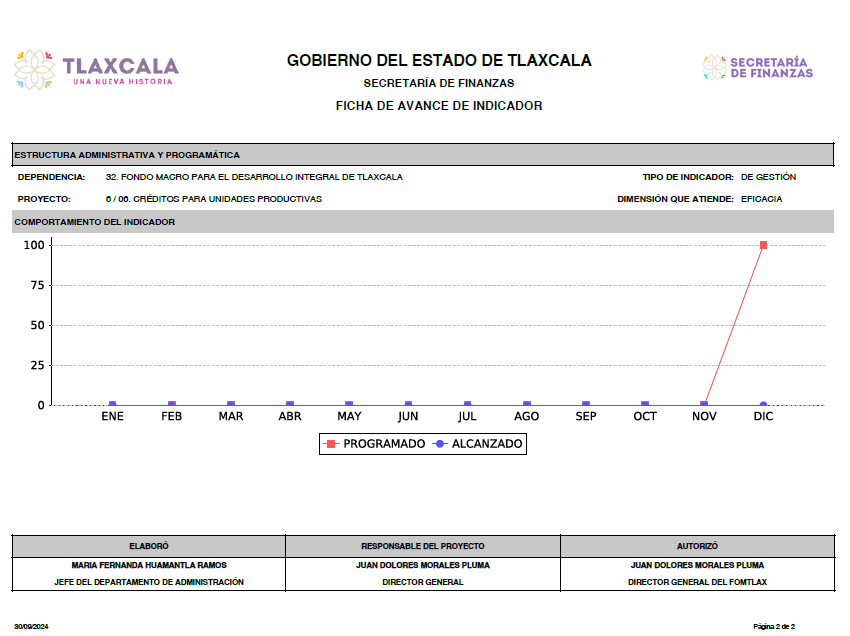 TLAXCALA
UNA NUEVA HISTORIA
GOBIERNO DEL ESTADO DE TLAXCALA
SECRETARÍA DE FINANZAS
FICHA DE AVANCE DE INDICADOR
SECRETARÍA
DE FINANZAS
ESTRUCTURA ADMINISTRATIVA Y PROGRAMÁTICA
DEPENDENCIA: 32. FONDO MACRO PARA EL DESARROLLO INTEGRAL DE TLAXCALA TIPO DE INDICADOR: DE GESTIÓN
PROYECTO: 6 / 06. CRÉDITOS PARA UNIDADES PRODUCTIVAS DIMENSIÓN QUE ATIENDE: EFICACIA
COMPORTAMIENTO DEL INDICADOR
100
75
50
25
0
ENE FEB MAR ABR MAY JUN JUL AGO SEP OCT NOV DIC
PROGRAMADO ALCANZADO
ELABORÓ RESPONSABLE DEL PROYECTO AUTORIZÓ
MARIA FERNANDA HUAMANTLA RAMOS JUAN DOLORES MORALES PLUMA JUAN DOLORES MORALES PLUMA
JEFE DEL DEPARTAMENTO DE ADMINISTRACIÓN DIRECTOR GENERAL DIRECTOR GENERAL DEL FOMTLAX
30/09/2024 Página 2 de 2